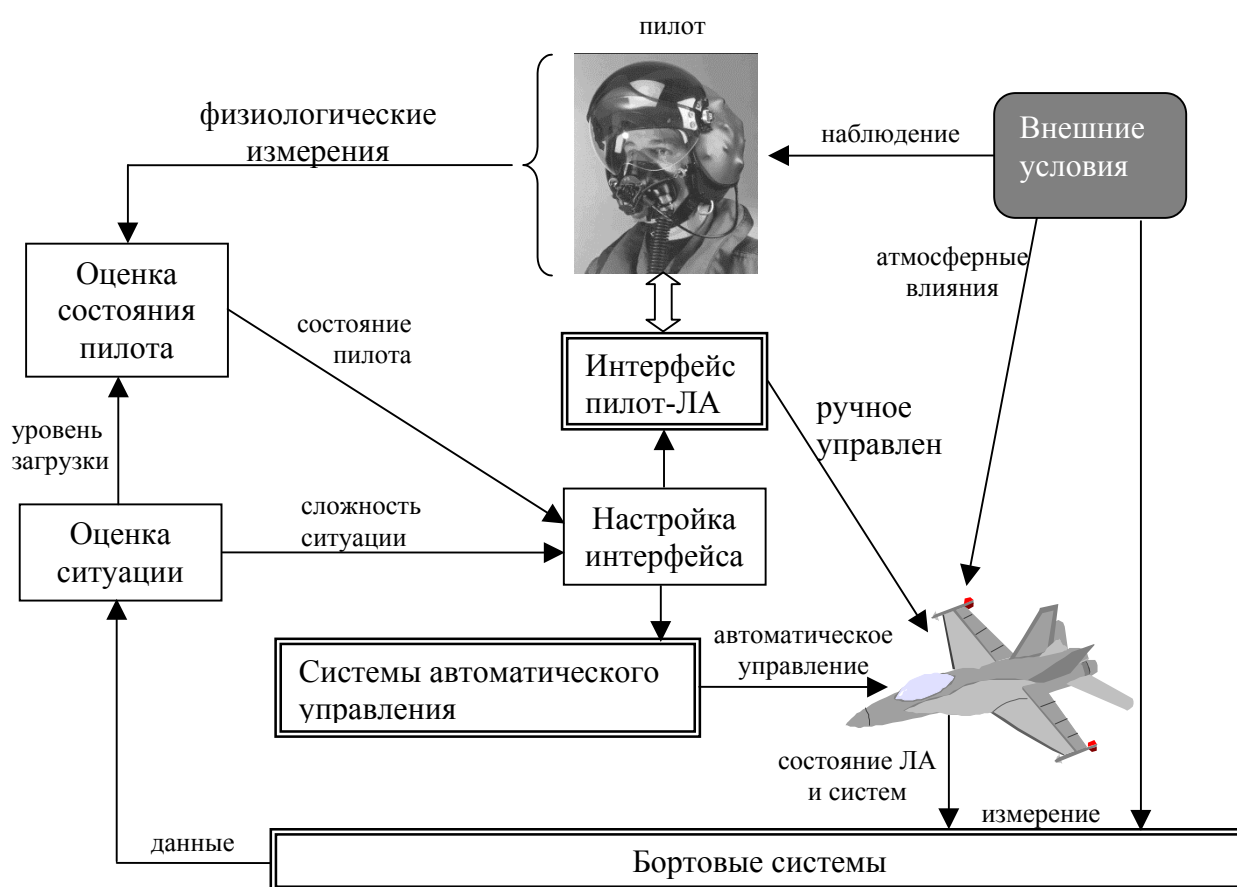 пилот
физиологические
измерения
наблюдение
Внешние
условия
атмосферные
влияния
Оценка
состояния
пилота
состояние
пилота
Интерфейс
пилот-ЛА
ручное
управлен
уровень
загрузки
сложность
ситуации
Настройка
интерфейса
Оценка
ситуации
автоматическое
управление
Системы автоматического
управления
состояние ЛА
и систем
измерение
данные
Бортовые системы